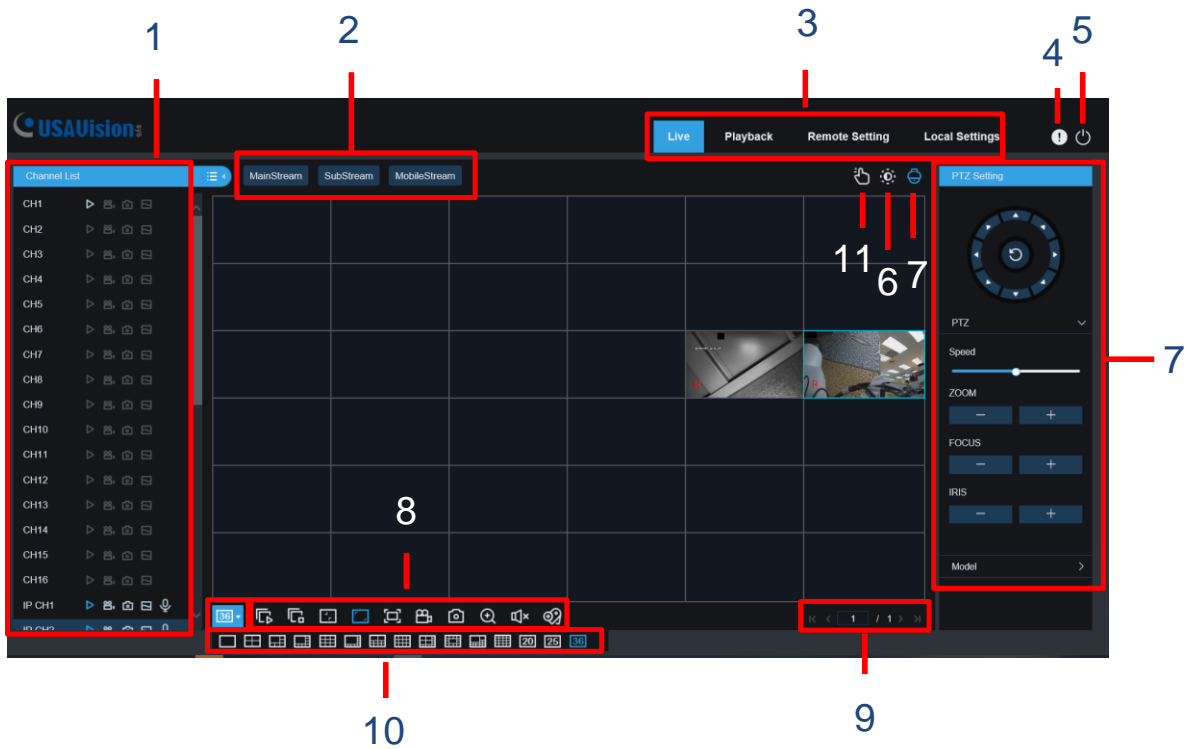 1
2
3
4
5
USAVision
Live Playback Remote Setting Local Settings
Channel List
MainStream SubStream MobileStream
PTZ Setting
CH1
CH2
CH3
CH4
CH5
CH6
CH7
CH8
CH9
CH10
CH11
CH12
CH13
CH14
CH15
CH16
IP CH1
IP CH2
11
6
7
R
R
PTZ
Speed
ZOOM
FOCUS
IRIS
Model
7
8
36
1 / 1
20 25 36
10
9